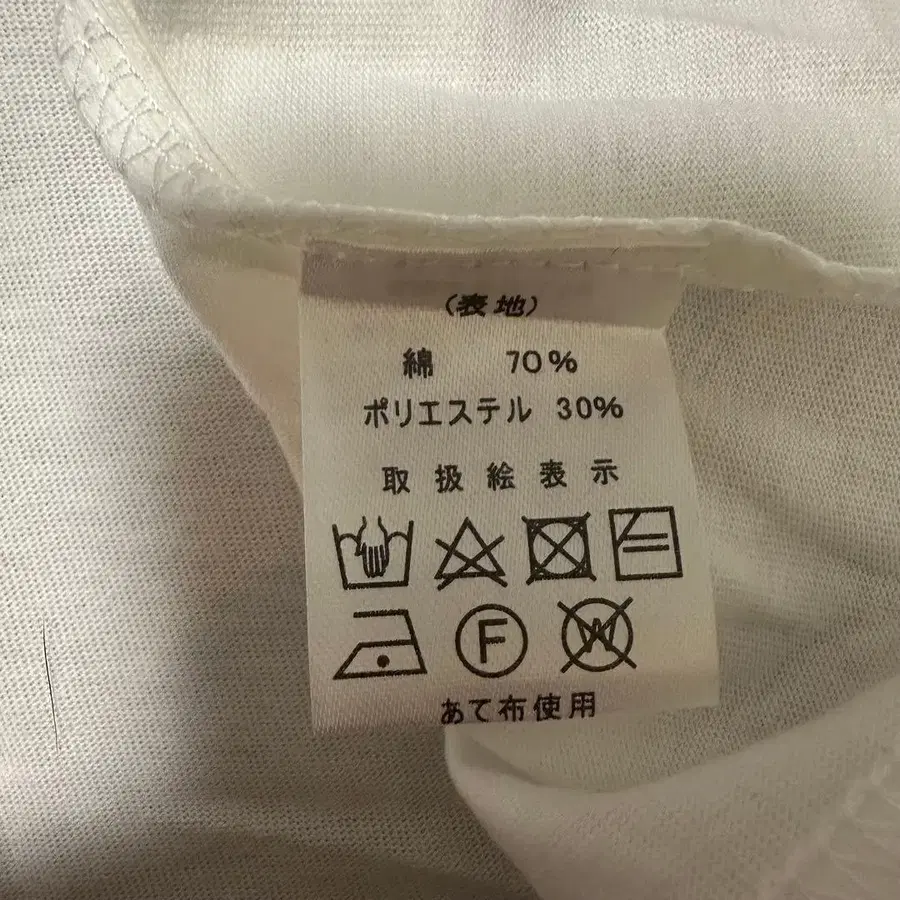 (表地)
綿 70%
ポリエステル 30%
取扱絵表示
F W
あて布使用